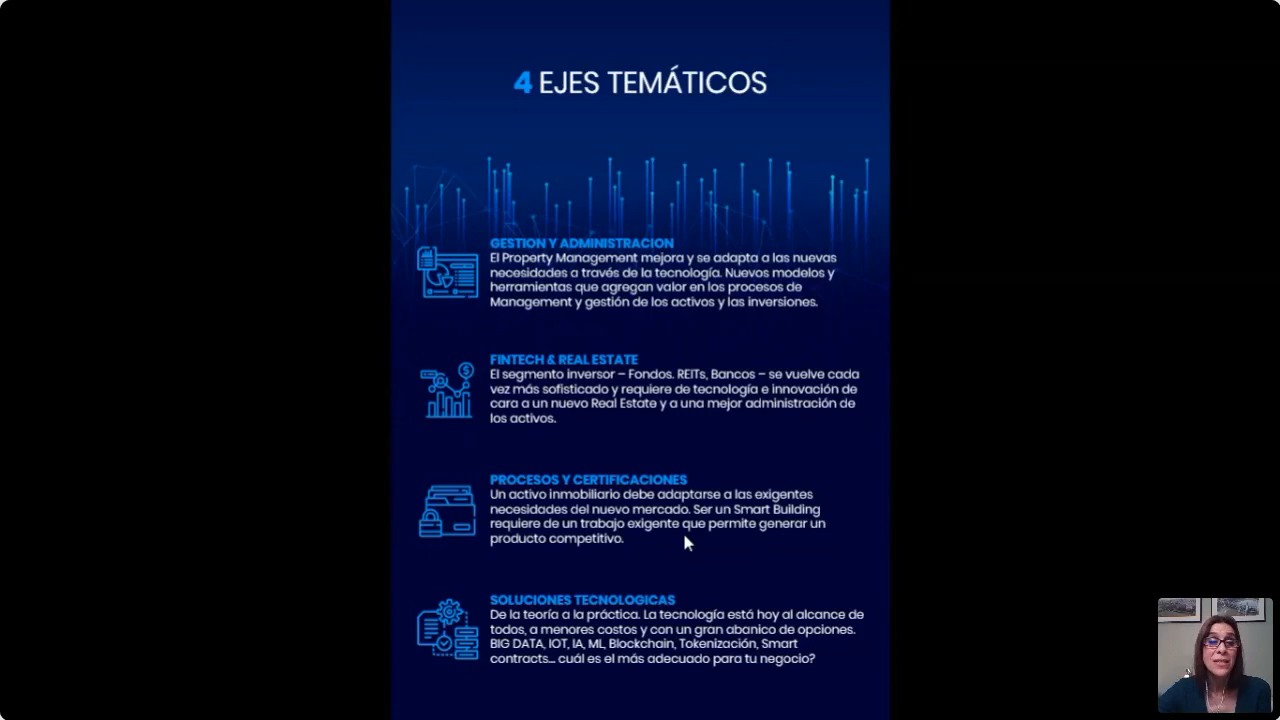 4 EJES TEMÁTICOS
GESTION Y ADMINISTRACION
El Property Management mejora y se adapta a las nuevas
necesidades a través de la tecnología. Nuevos modelos y
herramientas que agregan valor en los procesos de
Management y gestión de los activos y las inversiones.
FINTECH & REAL ESTATE
El segmento inversor – Fondos. REITs, Bancos – se vuelve cada
vez más sofisticado y requiere de tecnología e innovación de
cara a un nuevo Real Estate y a una mejor administración de
los activos.
PROCESOS Y CERTIFICACIONES
Un activo inmobiliario debe adaptarse a las exigentes
necesidades del nuevo mercado. Ser un Smart Building
requiere de un trabajo exigente que permite generar un
producto competitivo.
SOLUCIONES TECNOLOGICAS
De la teoría a la práctica. La tecnología está hoy al alcance de
todos, a menores costos y con un gran abanico de opciones.
BIG DATA, IOT, IA, ML, Blockchain, Tokenización, Smart
contracts... cuál es el más adecuado para tu negocio?